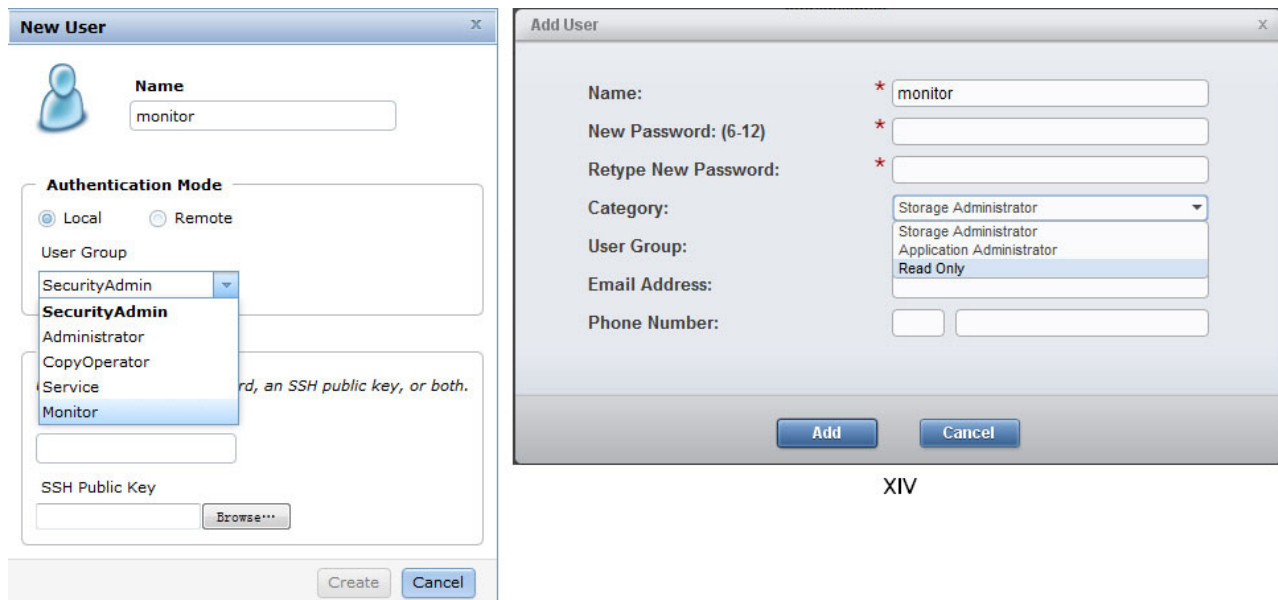 New User
x
Name
monitor
Authentication Mode
Local
Remote
User Group
SecurityAdmin
SecurityAdmin
Administrator
CopyOperator
Service
Monitor
rd, an SSH public key, or both.
SSH Public Key
Browse...
Create
Cancel
Add User
x
Name:
* monitor
New Password: (6-12)
*
Retype New Password:
*
Category:
Storage Administrator
Storage Administrator
Application Administrator
Read Only
User Group:
Email Address:
Phone Number:
Add
Cancel
XIV